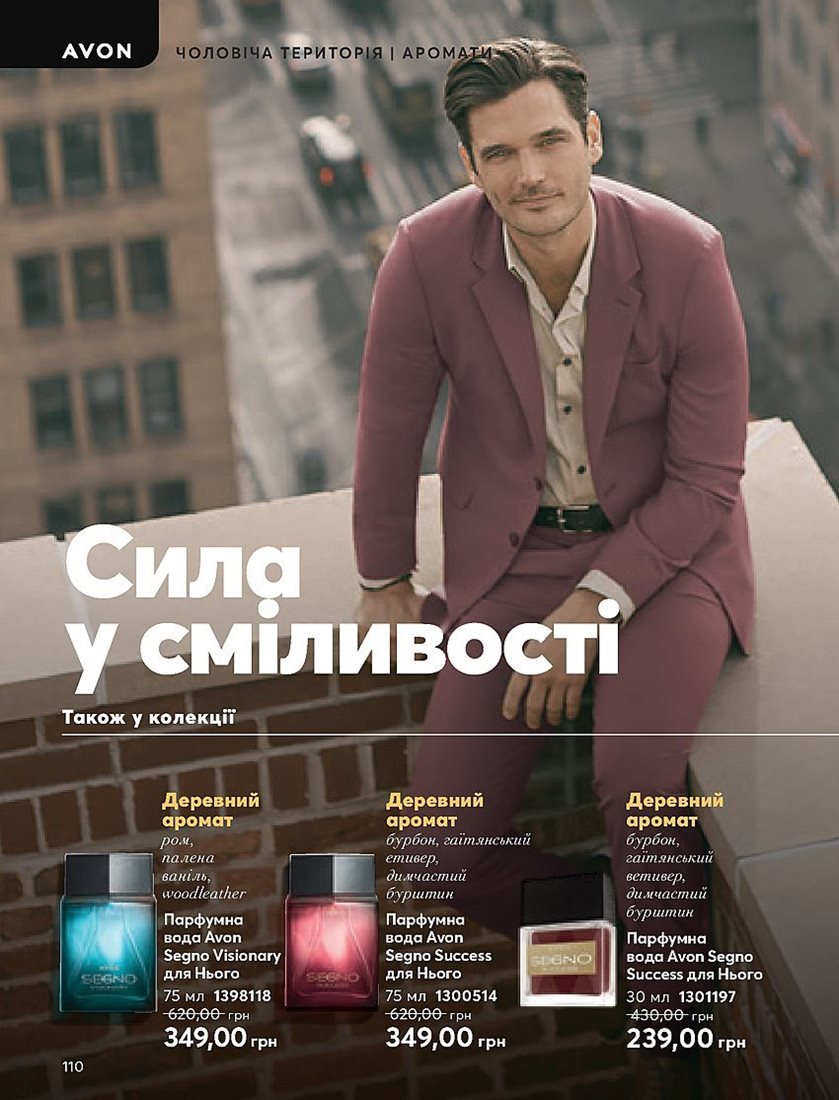 AVON
ЧОЛОВІЧА ТЕРИТОРІЯ | АРОМАТИ
Сила
у сміливості
Також у колекції
Деревний
аромат
ром,
палена
ваніль,
woodleather
Парфумна
вода Avon
Segno Visionary
для Нього
75 мл 1398118
620,00 грн
349,00 грн
Деревний
аромат
бурбон, гаїтянський
етивер,
димчастий
бурштин
Парфумна
вода Avon
Segno Success
для Нього
75 мл 1300514
620,00 грн
349,00 грн
Деревний
аромат
бурбон,
гаїтянський
ветивер,
димчастий
бурштин
Парфумна
вода Avon Segno
Success для Нього
30 мл 1301197
430,00 грн
239,00 грн
SEGNO
SEGNO
SEGNO
110